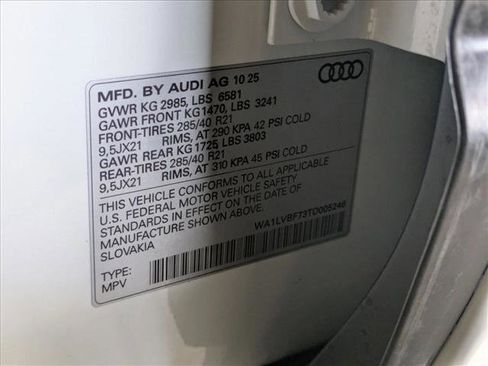 MFD. BY AUDI AG 10 25
GVWR KG 2985, LBS 6581
GAWR FRONT KG1470, LBS 3241
FRONT-TIRES 285/40 R21
9,5JX21 RIMS, AT 290 KPA 42 PSI COLD
GAWR REAR KG 1725, LBS 3803
REAR-TIRES 285/40 R21
9,5JX21 RIMS, AT 310 KPA 45 PSI COLD
THIS VEHICLE CONFORMS TO ALL APPLICABLE
U.S. FEDERAL MOTOR VEHICLE SAFETY
STANDARDS IN EFFECT ON THE DATE OF
MANUFACTURE SHOWN ABOVE.
SLOVAKIA
WA1LVBF73TD005246
TYPE:
MPV